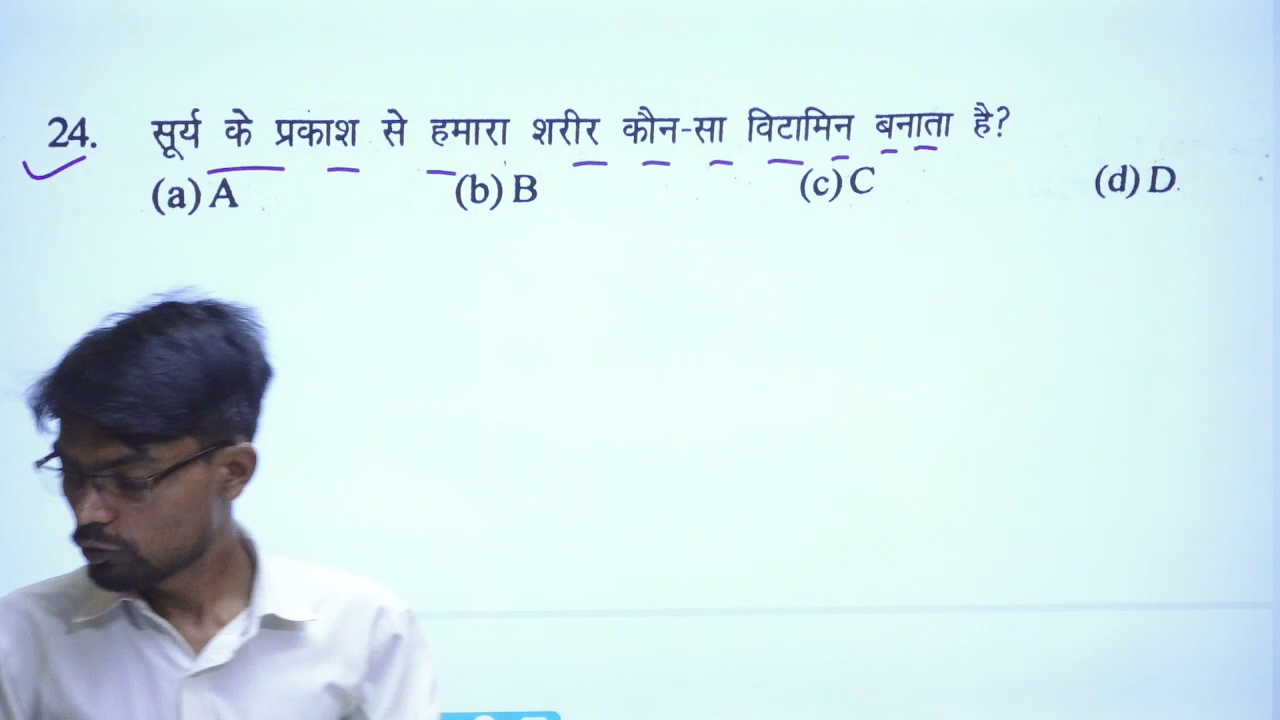 24. सूर्य के प्रकाश से हमारा शरीर कौन-सा विटामिन बनाता है?
(a) A (b) B (c) C (d) D